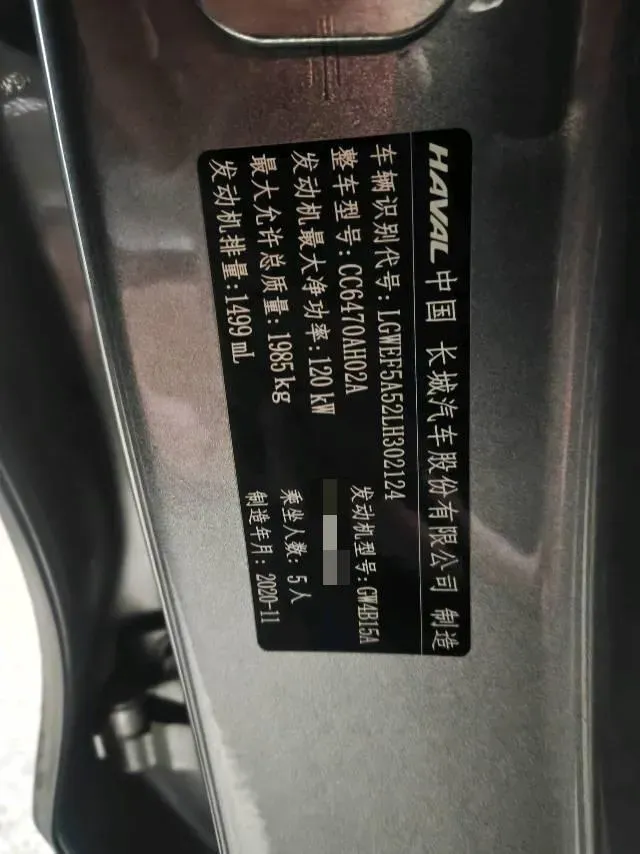 HAVAL 中国 长城汽车股份有限公司 制造
车辆识别代号: LGWEF5A52LH302124
整车型号: CC6470AH02A 发动机型号: GW4B15A
发动机最大净功率: 120 kW
最大允许总质量: 1985 kg 乘坐人数: 5 人
发动机排量: 1499 mL 制造年月: 2020-11